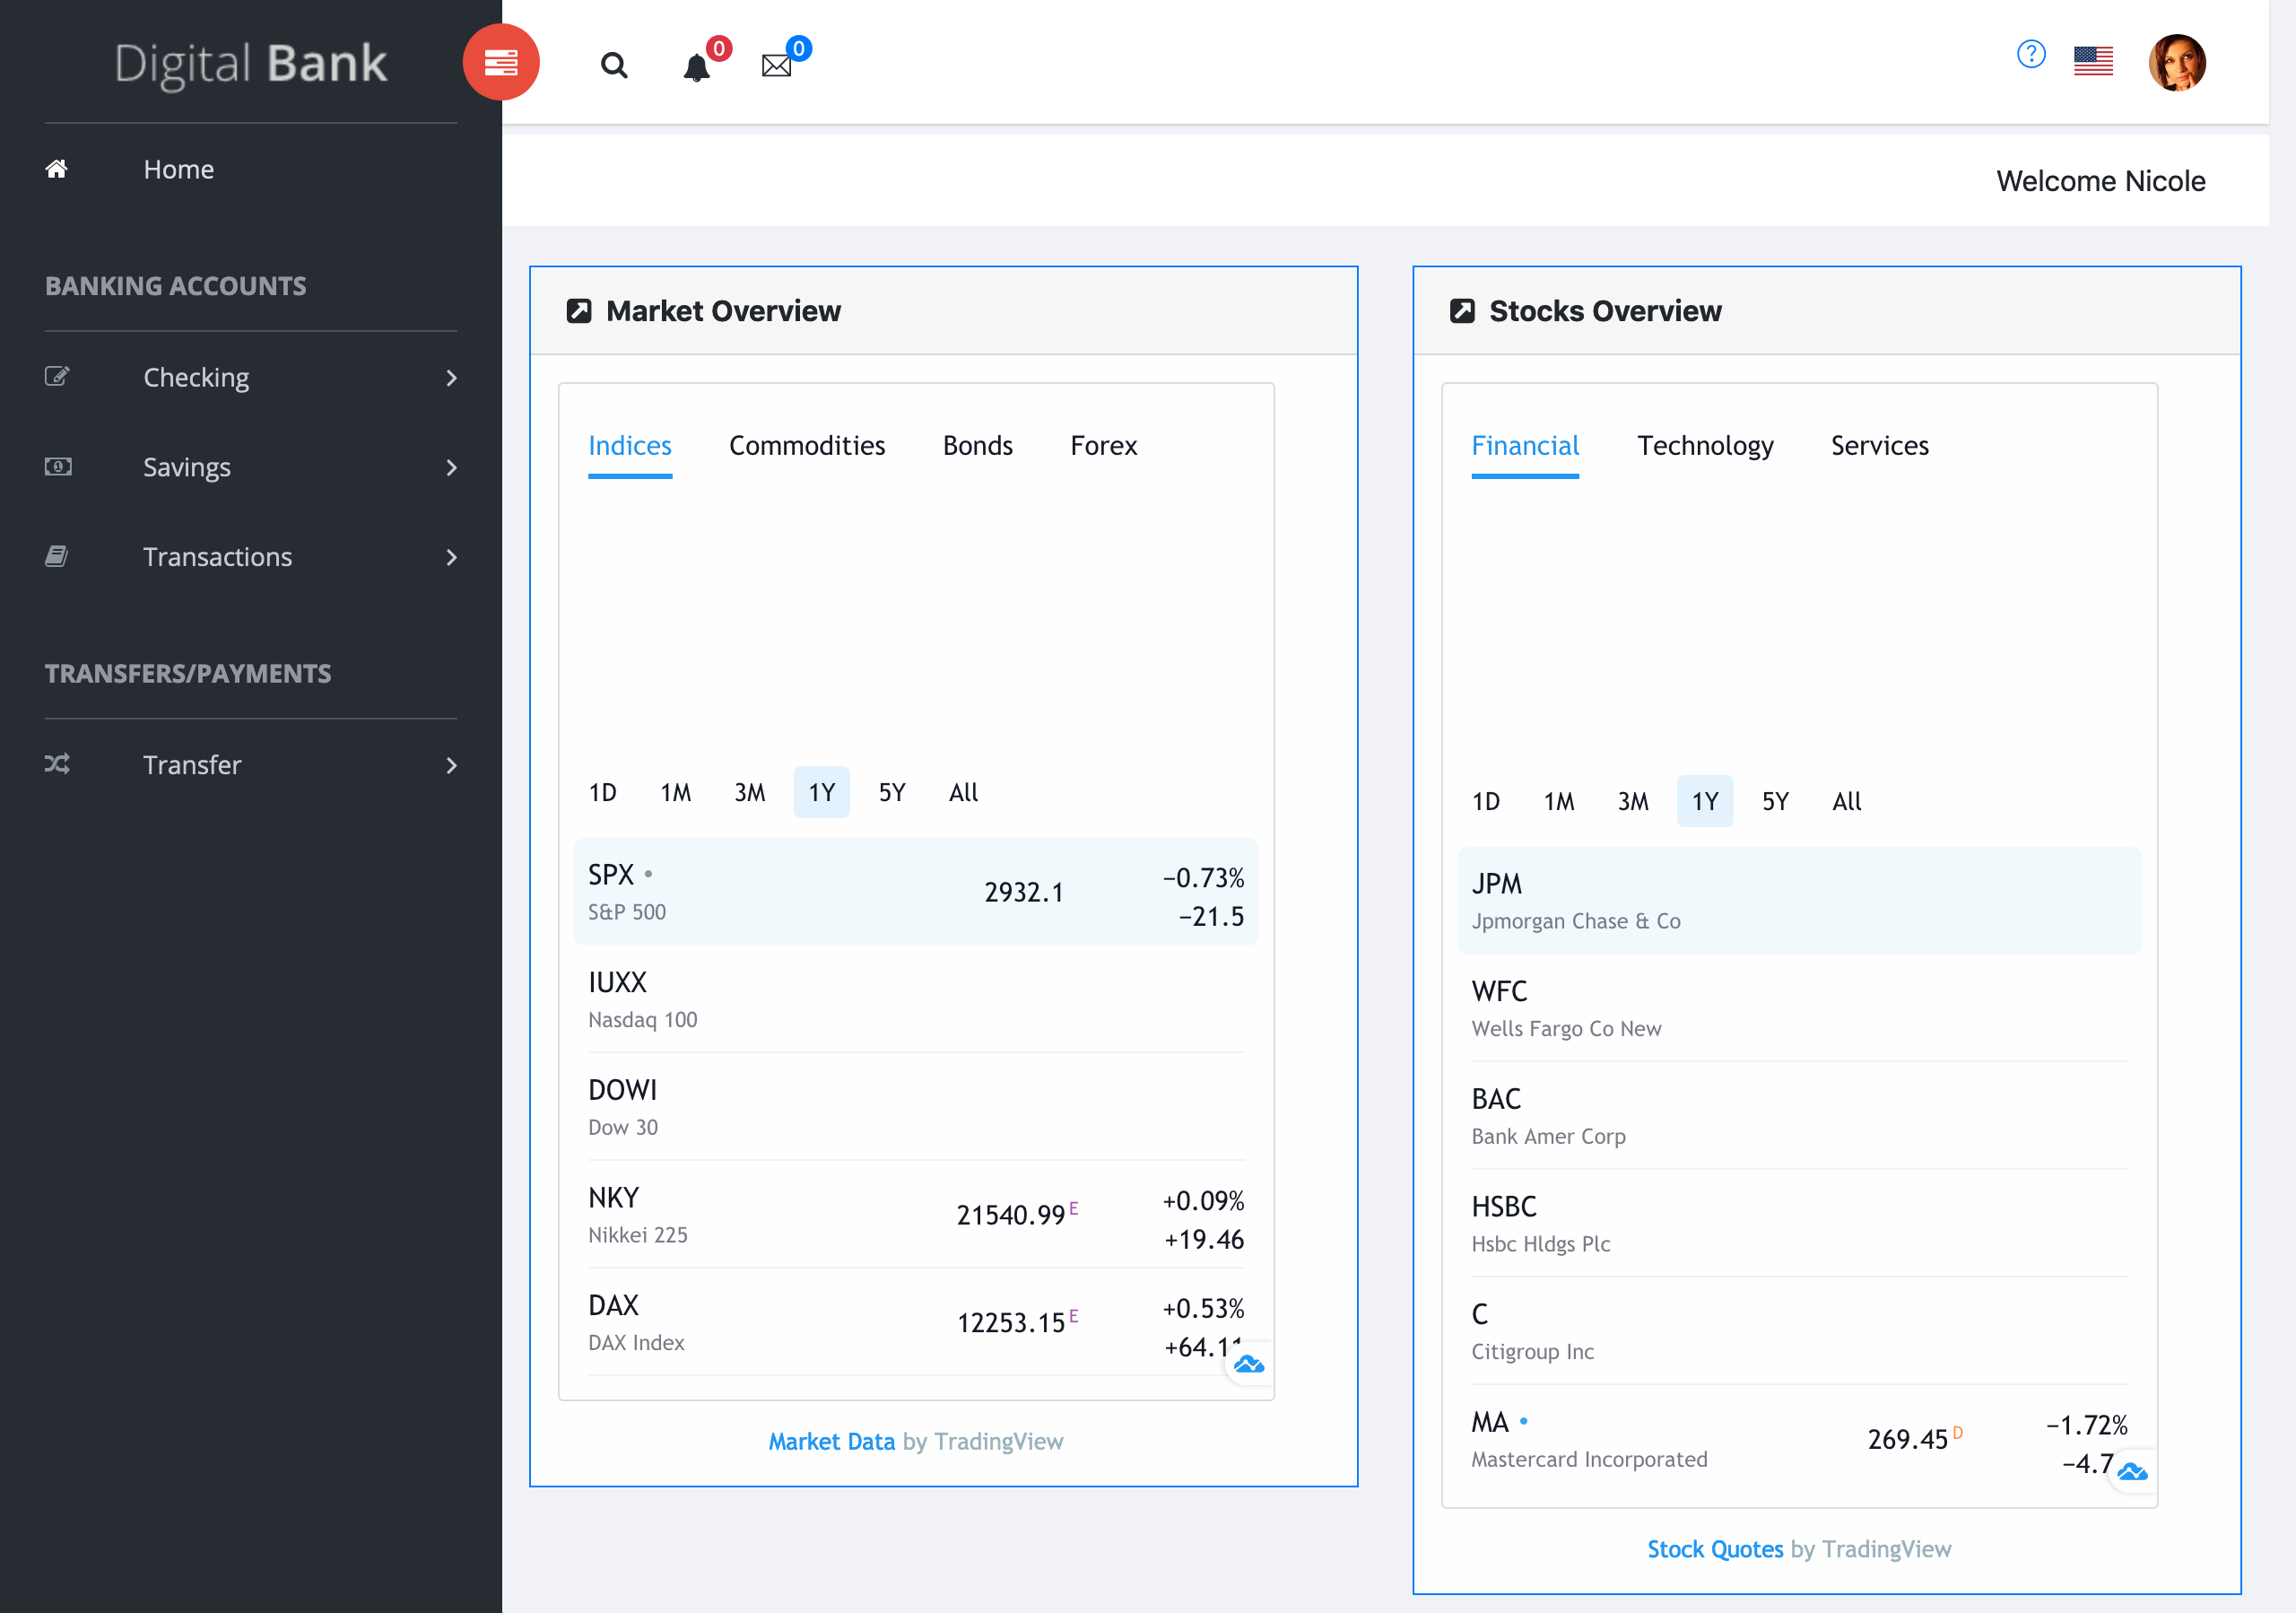 Digital Bank
0
0
?
Welcome Nicole
Home
BANKING ACCOUNTS
Checking
Savings
Transactions
TRANSFERS/PAYMENTS
Transfer
Market Overview
Indices Commodities Bonds Forex
1D 1M 3M 1Y 5Y All
SPX 2932.1 −0.73%
S&P 500 −21.5
IUXX
Nasdaq 100
DOWI
Dow 30
NKY 21540.99 E +0.09%
Nikkei 225 +19.46
DAX 12253.15 E +0.53%
DAX Index +64.11
Market Data by TradingView
Stocks Overview
Financial Technology Services
1D 1M 3M 1Y 5Y All
JPM
Jpmorgan Chase & Co
WFC
Wells Fargo Co New
BAC
Bank Amer Corp
HSBC
Hsbc Hldgs Plc
C
Citigroup Inc
MA 269.45 D −1.72%
Mastercard Incorporated −4.7
Stock Quotes by TradingView